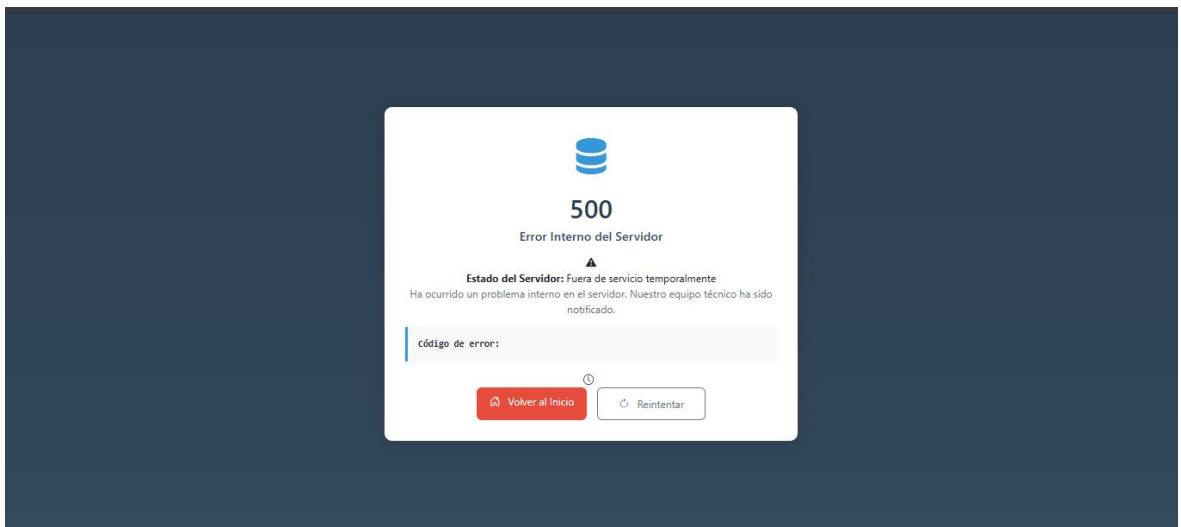 500
Error Interno del Servidor
Estado del Servidor: Fuera de servicio temporalmente
Ha ocurrido un problema interno en el servidor. Nuestro equipo técnico ha sido
notificado.
Código de error:
Volver al Inicio
Reintentar